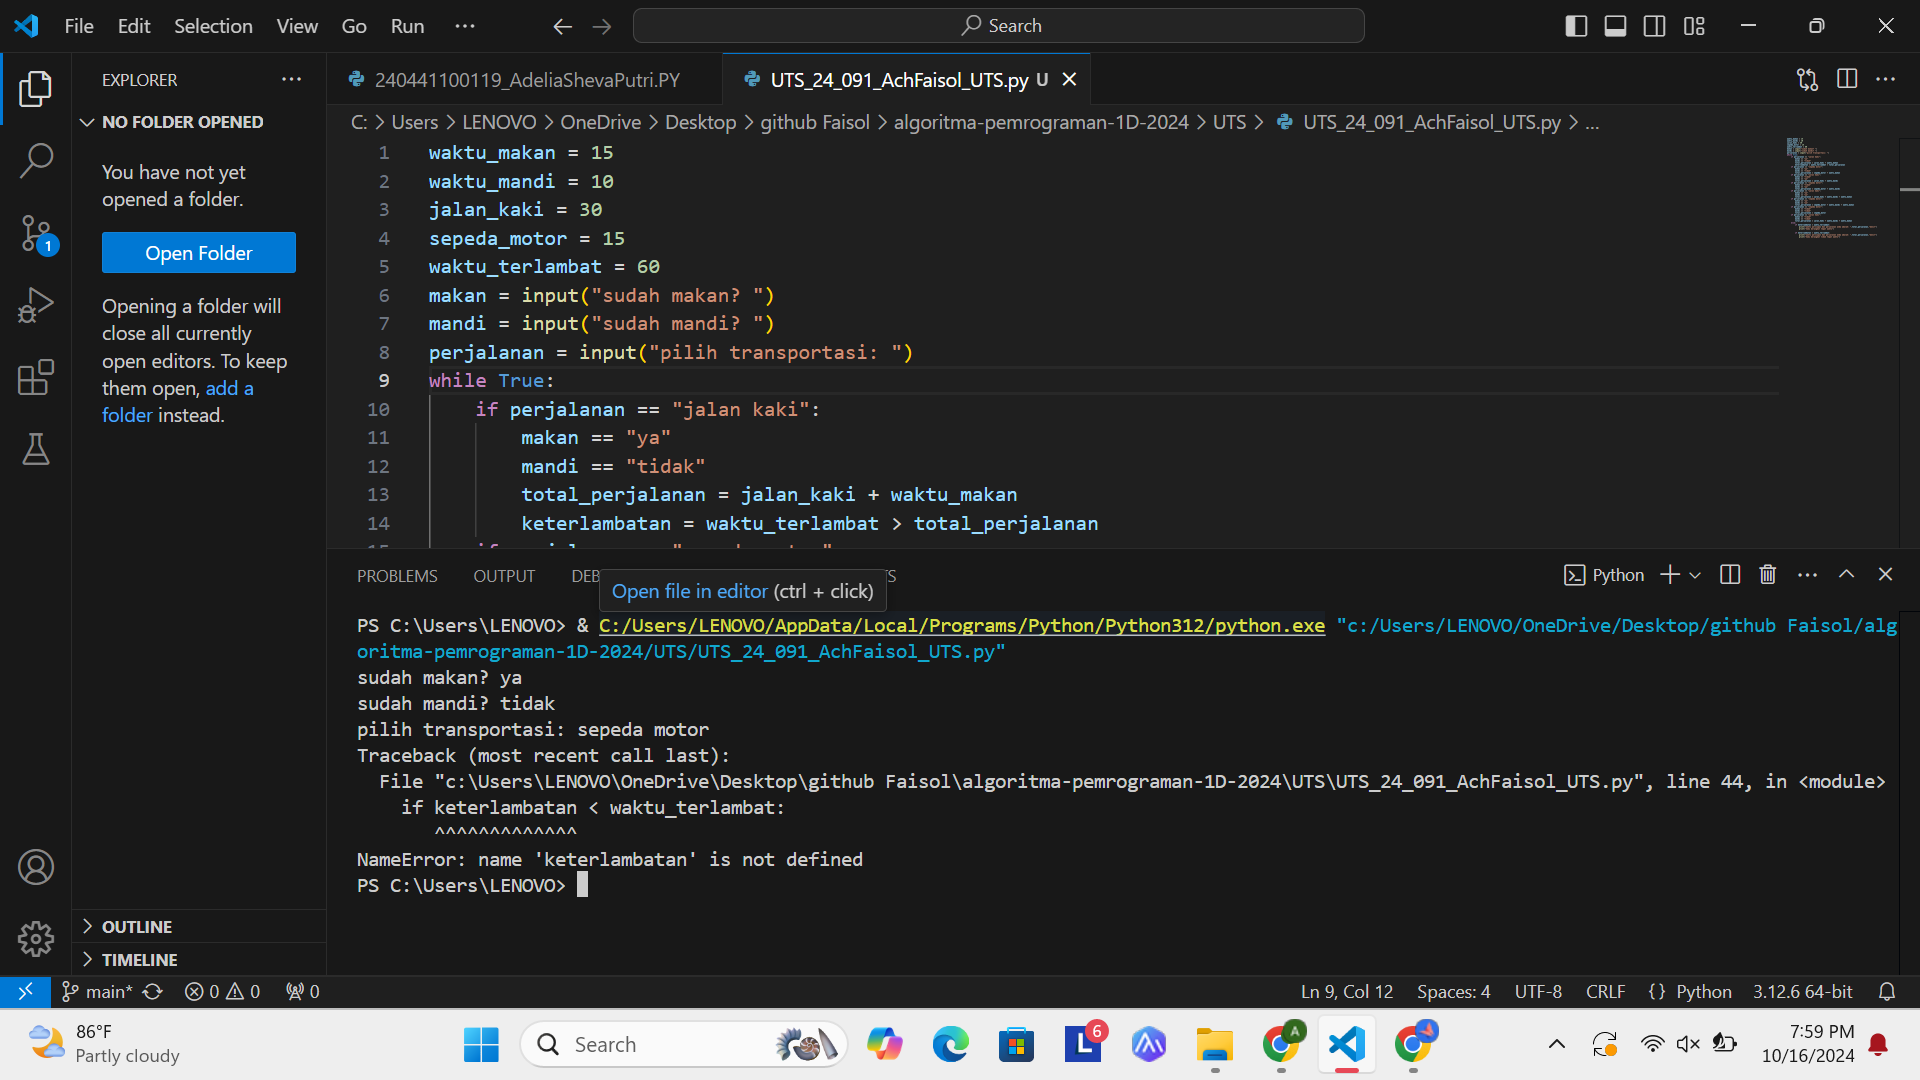 File Edit Selection View Go Run ··· Search
EXPLORER ···
240441100119_AdeliaShevaPutri.PY UTS_24_091_AchFaisol_UTS.py U
NO FOLDER OPENED
C: > Users > LENOVO > OneDrive > Desktop > github Faisol > algoritma-pemrograman-1D-2024 > UTS > UTS_24_091_AchFaisol_UTS.py > ...
You have not yet
opened a folder.
Open Folder
Opening a folder will
close all currently
open editors. To keep
them open, add a
folder instead.
1 waktu_makan = 15
2 waktu_mandi = 10
3 jalan_kaki = 30
4 sepeda_motor = 15
5 waktu_terlambat = 60
6 makan = input("sudah makan? ")
7 mandi = input("sudah mandi? ")
8 perjalanan = input("pilih transportasi: ")
9 while True:
10 if perjalanan == "jalan kaki":
11 makan == "ya"
12 mandi == "tidak"
13 total_perjalanan = jalan_kaki + waktu_makan
14 keterlambatan = waktu_terlambat > total_perjalanan
PROBLEMS OUTPUT DEB
Open file in editor (ctrl + click)
Python
PS C:\Users\LENOVO> & C:/Users/LENOVO/AppData/Local/Programs/Python/Python312/python.exe "c:/Users/LENOVO/OneDrive/Desktop/github Faisol/alg
oritma-pemrograman-1D-2024/UTS/UTS_24_091_AchFaisol_UTS.py"
sudah makan? ya
sudah mandi? tidak
pilih transportasi: sepeda motor
Traceback (most recent call last):
File "c:\Users\LENOVO\OneDrive\Desktop\github Faisol\algoritma-pemrograman-1D-2024\UTS\UTS_24_091_AchFaisol_UTS.py", line 44, in <module>
if keterlambatan < waktu_terlambat:
^^^^^^^^^^^^^
NameError: name 'keterlambatan' is not defined
PS C:\Users\LENOVO>
OUTLINE
TIMELINE
1
main* 0 0 0
Ln 9, Col 12 Spaces: 4 UTF-8 CRLF {} Python 3.12.6 64-bit
86°F
Partly cloudy
Search
L 6
A
7:59 PM
10/16/2024